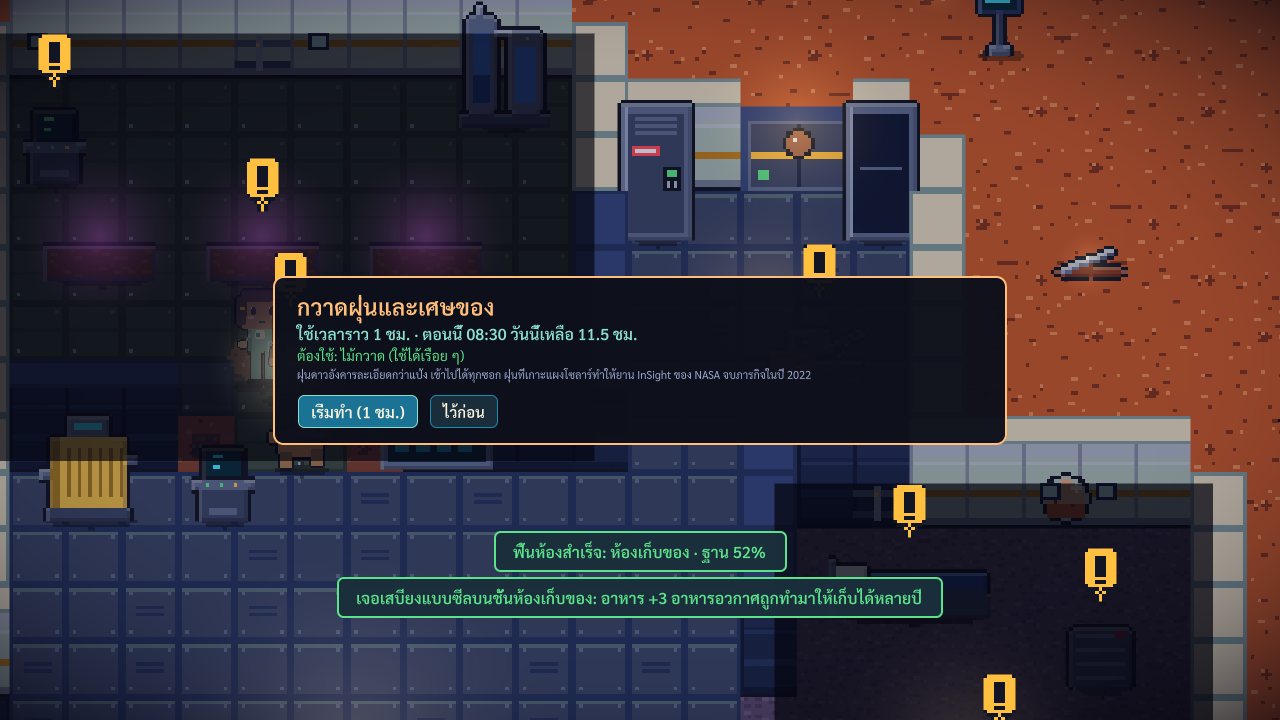 กวาดฝุ่นและเศษของ
ใช้เวลาราว 1 ชม. · ตอนนี้ 08:30 วันนี้เหลือ 11.5 ชม.
ต้องใช้: ไม้กวาด (ใช้ได้เรื่อย ๆ)
ฝุ่นดาวอังคารละเอียดกว่าแป้ง เข้าไปได้ทุกซอก ฝุ่นที่เกาะแผงโซลาร์ทำให้ยาน InSight ของ NASA จบภารกิจในปี 2022
เริ่มทำ (1 ชม.)
ไว้ก่อน
ฟื้นห้องสำเร็จ: ห้องเก็บของ · ฐาน 52%
เจอเสบียงแบบซีลบนชั้นห้องเก็บของ: อาหาร +3 อาหารอวกาศถูกทำมาให้เก็บได้หลายปี